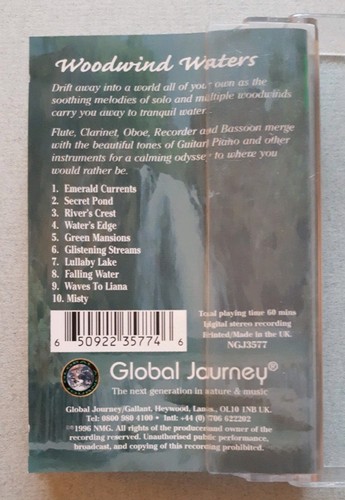 Woodwind Waters
Drift away into a world all of your own as the
soothing melodies of solo and multiple woodwinds
carry you away to tranquil water...
Flute, Clarinet, Oboe, Recorder and Bassoon merge
with the beautiful tones of Guitar, Piano and other
instruments for a calming odyssey to where you
would rather be.
1. Emerald Currents
2. Secret Pond
3. River's Crest
4. Water's Edge
5. Green Mansions
6. Glistening Streams
7. Lullaby Lake
8. Falling Water
9. Waves To Liana
10. Misty
Total playing time 60 mins
Digital stereo recording
Printed/Made in the UK
NGJ3577
6 50922 35774 6
Global Journey®
The next generation in nature & music
Global Journey/Gallant, Heywood, Lancs., OL10 1NB UK.
Tel: 0800 980 4100 • Intl: +44 (0) 7706 622202
℗© 1996 NMG. All rights of the producer and owner of the
recording reserved. Unauthorised public performance,
broadcast, and copying of this recording prohibited.